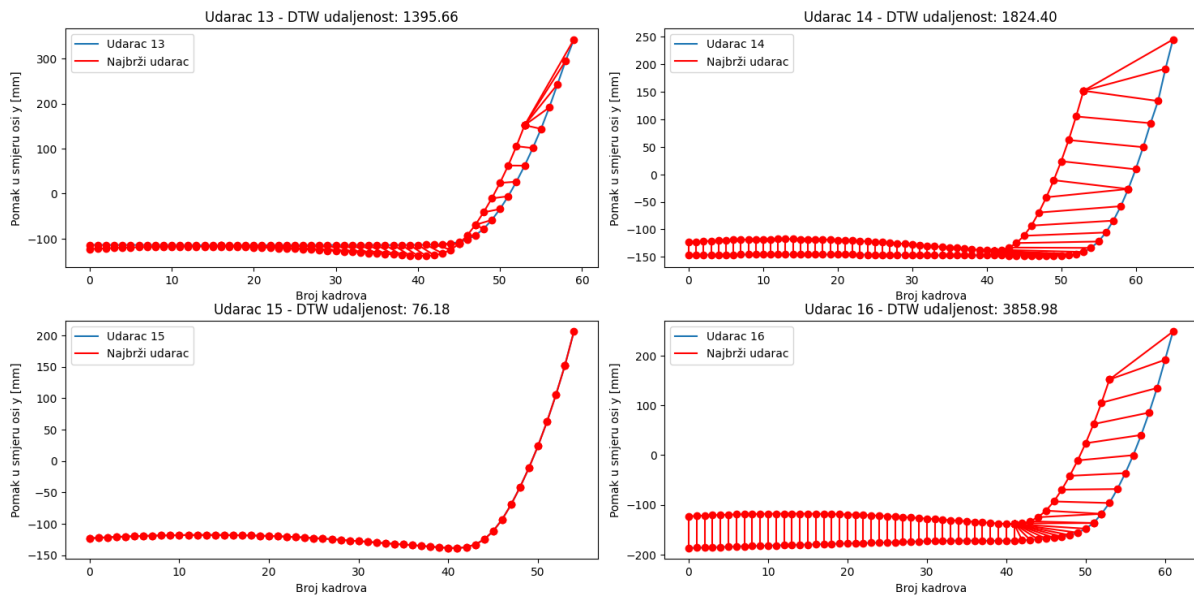 Udarac 13 - DTW udaljenost: 1395.66
Udarac 13
Najbrži udarac
Pomak u smjeru osi y [mm]
300
200
100
0
−100
0 10 20 30 40 50 60
Broj kadrova
Udarac 14 - DTW udaljenost: 1824.40
Udarac 14
Najbrži udarac
Pomak u smjeru osi y [mm]
250
200
150
100
50
0
−50
−100
−150
0 10 20 30 40 50 60
Broj kadrova
Udarac 15 - DTW udaljenost: 76.18
Udarac 15
Najbrži udarac
Pomak u smjeru osi y [mm]
200
150
100
50
0
−50
−100
−150
0 10 20 30 40 50
Broj kadrova
Udarac 16 - DTW udaljenost: 3858.98
Udarac 16
Najbrži udarac
Pomak u smjeru osi y [mm]
200
100
0
−100
−200
0 10 20 30 40 50 60
Broj kadrova